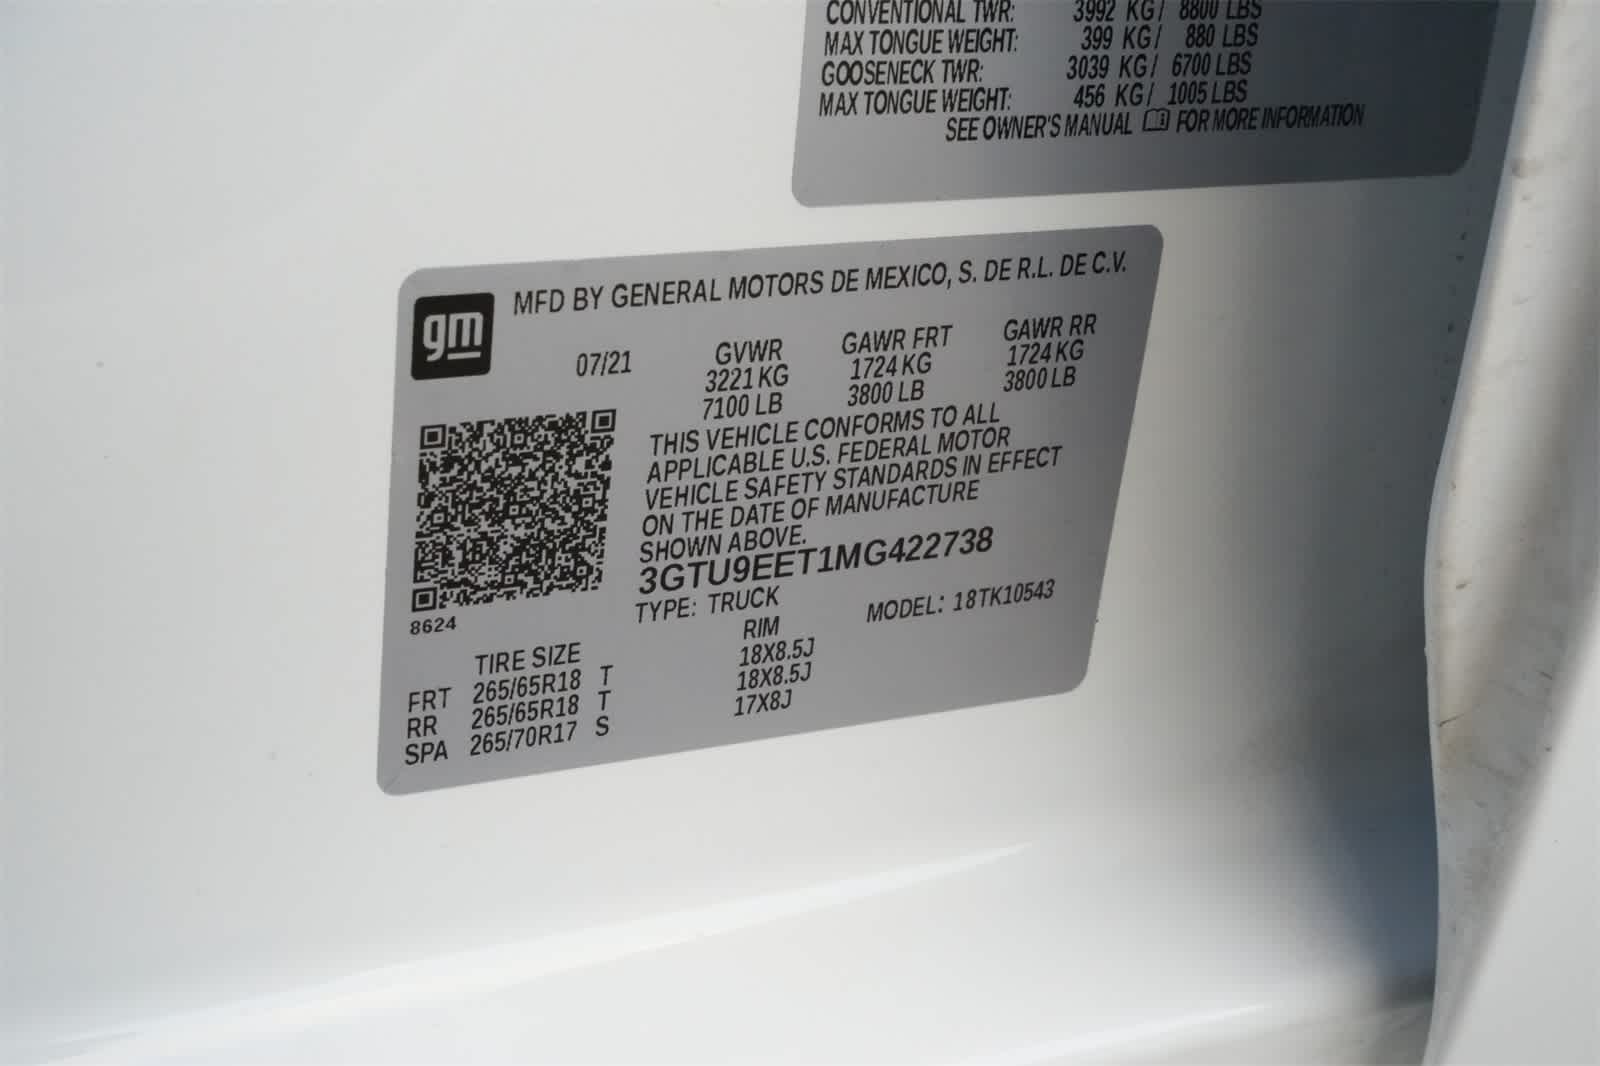 CONVENTIONAL TWR: 3992 KG/ 8800 LBS
MAX TONGUE WEIGHT: 399 KG/ 880 LBS
GOOSENECK TWR: 3039 KG/ 6700 LBS
MAX TONGUE WEIGHT: 456 KG/ 1005 LBS
SEE OWNER'S MANUAL FOR MORE INFORMATION
gm
MFD BY GENERAL MOTORS DE MEXICO, S. DE R.L. DE C.V.
07/21 GVWR GAWR FRT GAWR RR
3221 KG 1724 KG 1724 KG
7100 LB 3800 LB 3800 LB
THIS VEHICLE CONFORMS TO ALL
APPLICABLE U.S. FEDERAL MOTOR
VEHICLE SAFETY STANDARDS IN EFFECT
ON THE DATE OF MANUFACTURE
SHOWN ABOVE.
3GTU9EET1MG422738
TYPE: TRUCK MODEL: 18TK10543
8624
TIRE SIZE RIM
FRT 265/65R18 T 18X8.5J
RR 265/65R18 T 18X8.5J
SPA 265/70R17 S 17X8J